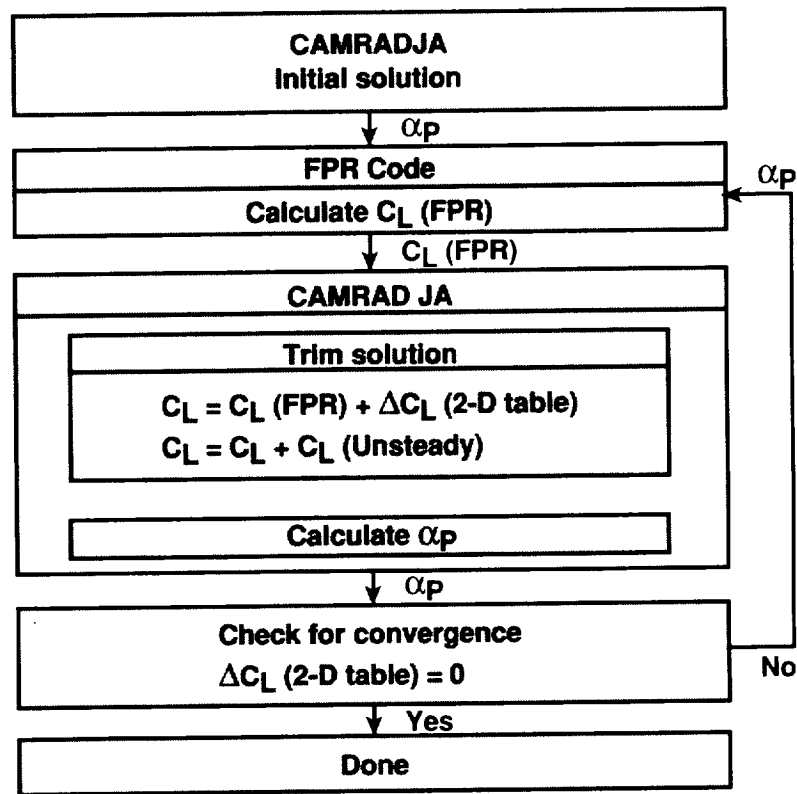 CAMRADJA
Initial solution
αP
FPR Code
αP
Calculate CL (FPR)
CL (FPR)
CAMRAD JA
Trim solution
CL = CL (FPR) + ΔCL (2-D table)
CL = CL + CL (Unsteady)
Calculate αP
αP
Check for convergence
ΔCL (2-D table) = 0
No
Yes
Done